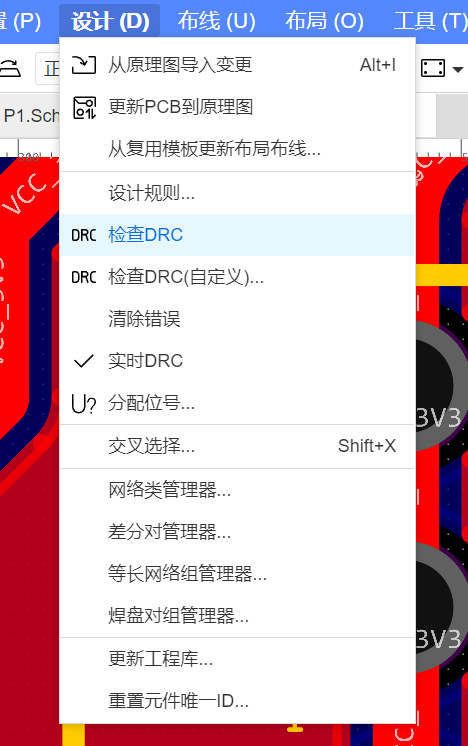 置 (P) 设计 (D) 布线 (U) 布局 (O) 工具 (T)
从原理图导入变更 Alt+I
更新PCB到原理图
P1.Sch
从复用模板更新布局布线...
设计规则...
DRC 检查DRC
DRC 检查DRC(自定义)...
清除错误
实时DRC
U? 分配位号...
3V3
交叉选择... Shift+X
网络类管理器...
差分对管理器...
等长网络组管理器...
焊盘对组管理器...
3V3
更新工程库...
重置元件唯一ID...